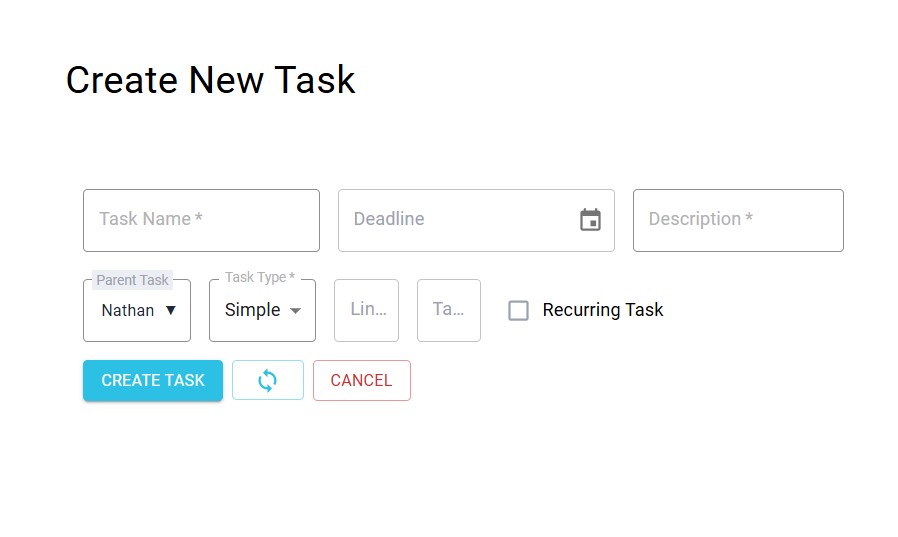 Create New Task
Task Name *
Deadline
Description *
Parent Task
Nathan
Task Type *
Simple
Lin...
Ta...
Recurring Task
CREATE TASK
CANCEL